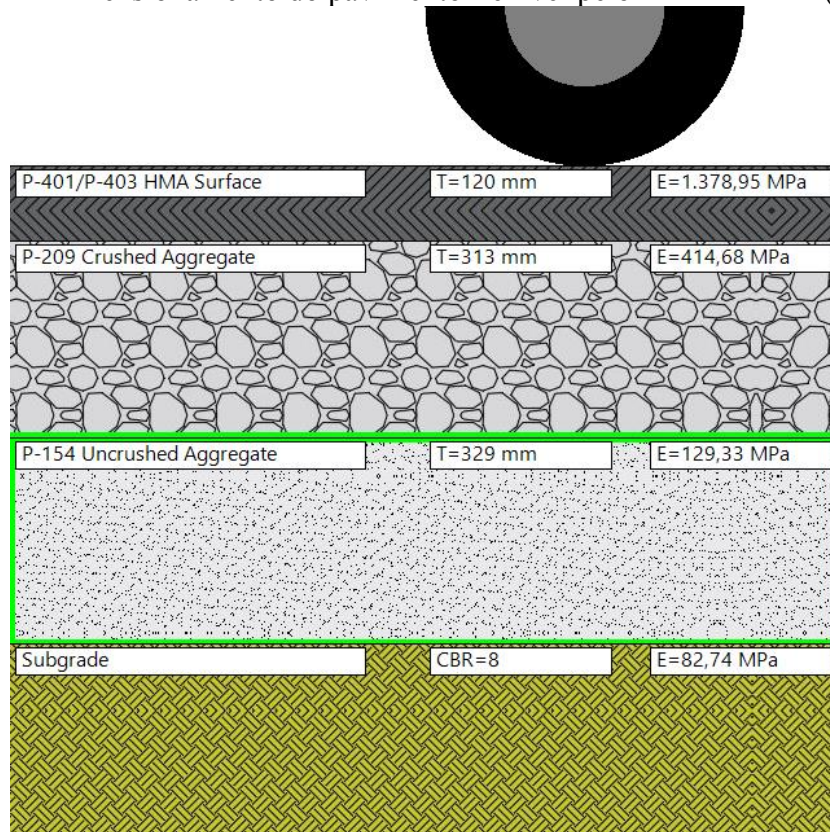 P-401/P-403 HMA Surface T=120 mm E=1.378,95 MPa
P-209 Crushed Aggregate T=313 mm E=414,68 MPa
P-154 Uncrushed Aggregate T=329 mm E=129,33 MPa
Subgrade CBR=8 E=82,74 MPa